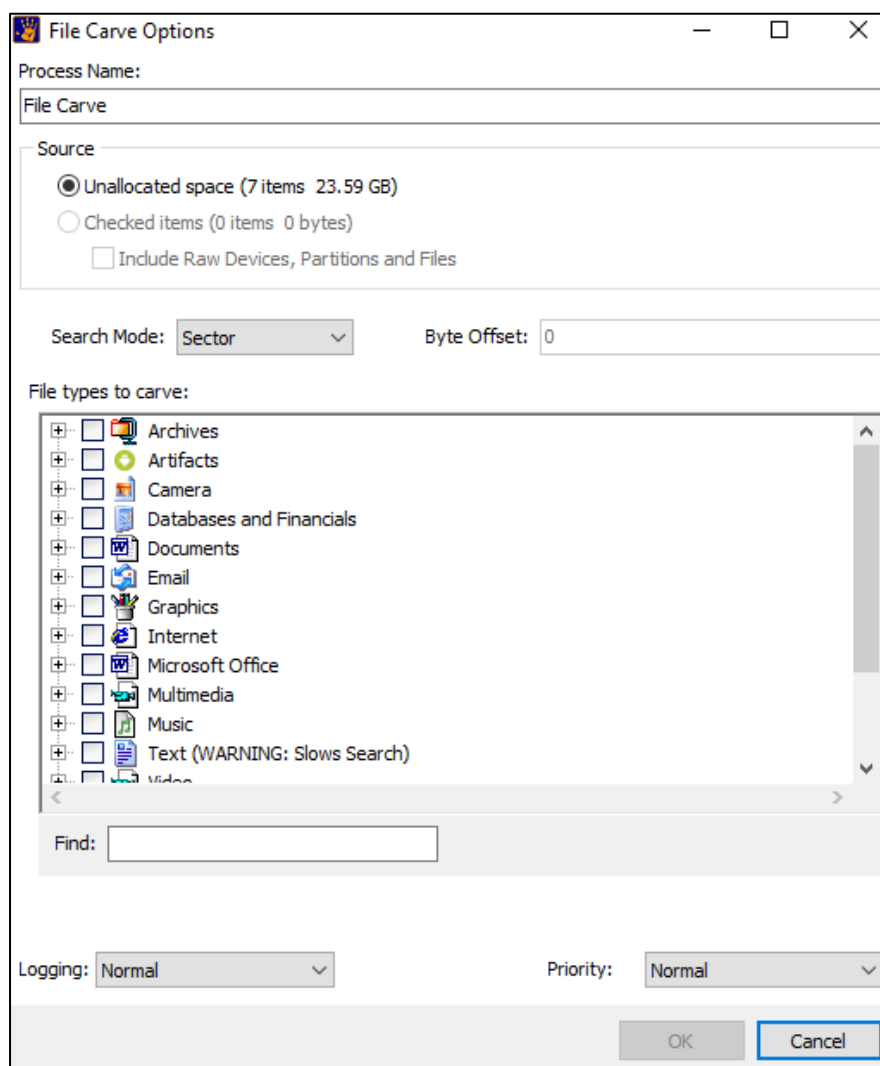 File Carve Options
Process Name:
File Carve
Source
Unallocated space (7 items 23.59 GB)
Checked items (0 items 0 bytes)
Include Raw Devices, Partitions and Files
Search Mode: Sector Byte Offset: 0
File types to carve:
Archives
Artifacts
Camera
Databases and Financials
Documents
Email
Graphics
Internet
Microsoft Office
Multimedia
Music
Text (WARNING: Slows Search)
Video
Find:
Logging: Normal Priority: Normal
OK Cancel